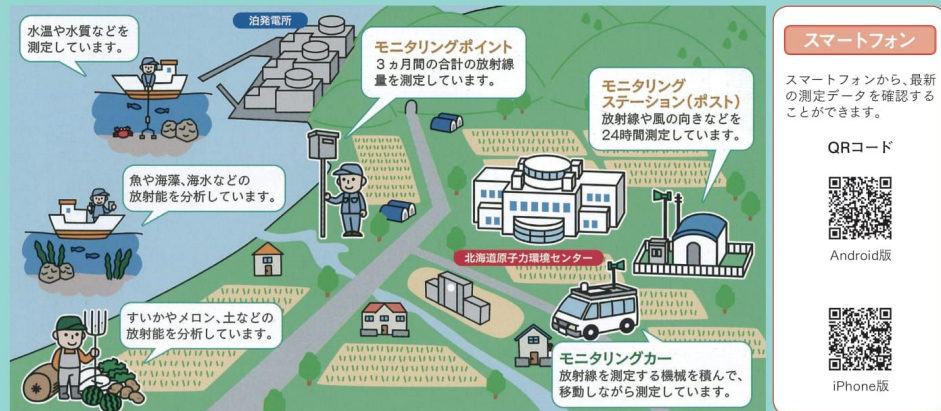 水温や水質などを
測定しています。
泊発電所
モニタリングポイント
3ヵ月間の合計の放射線
量を測定しています。
モニタリング
ステーション(ポスト)
放射線や風の向きなどを
24時間測定しています。
魚や海藻、海水などの
放射能を分析しています。
北海道原子力環境センター
すいかやメロン、土などの
放射能を分析しています。
モニタリングカー
放射線を測定する機械を積んで、
移動しながら測定しています。
スマートフォン
スマートフォンから、最新
の測定データを確認する
ことができます。
QRコード
Android版
iPhone版